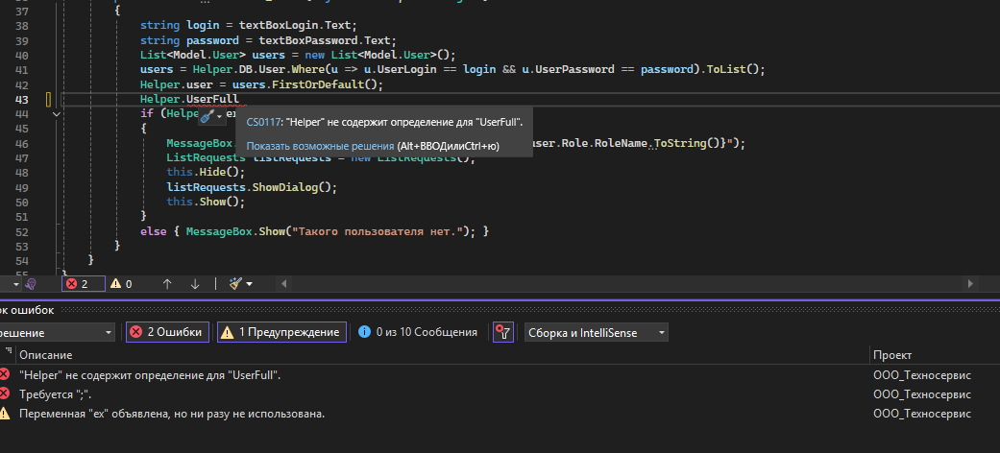 37 {
38 string login = textBoxLogin.Text;
39 string password = textBoxPassword.Text;
40 List<Model.User> users = new List<Model.User>();
41 users = Helper.DB.User.Where(u => u.UserLogin == login && u.UserPassword == password).ToList();
42 Helper.user = users.FirstOrDefault();
43 Helper.UserFull
44 if (Helpe
CS0117: "Helper" не содержит определение для "UserFull".
45 {
Показать возможные решения (Alt+ВВОДилиCtrl+ю)
46 MessageBox. user.Role.RoleName.ToString()}");
47 ListRequests listRequests = new ListRequests();
48 this.Hide();
49 listRequests.ShowDialog();
50 this.Show();
51 }
52 else { MessageBox.Show("Такого пользователя нет."); }
53 }
54 }
55 }
2 0
ок ошибок
решение 2 Ошибки 1 Предупреждение 0 из 10 Сообщения Сборка и IntelliSense
Описание Проект
"Helper" не содержит определение для "UserFull". ООО_Техносервис
Требуется ";". ООО_Техносервис
Переменная "ex" объявлена, но ни разу не использована. ООО_Техносервис